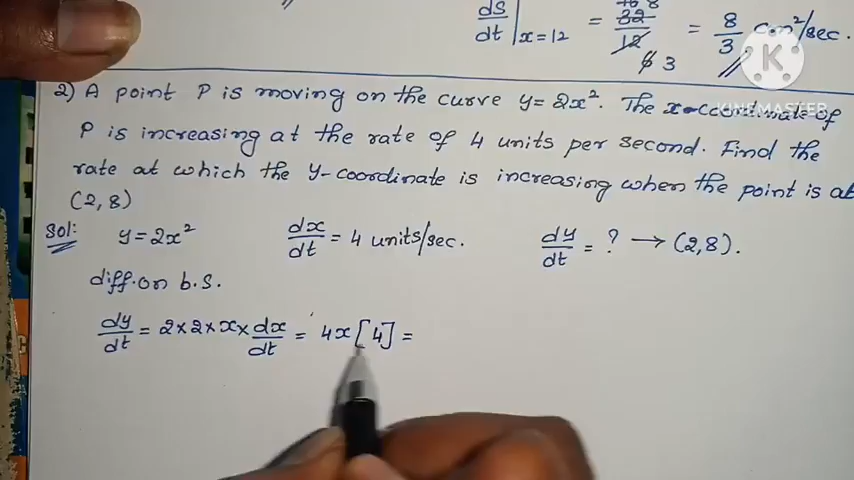 dS/dt |x=12 = 32/12 = 8/3 cm²/sec.
KINEMASTER
2) A point P is moving on the curve y = 2x². The x-coordinate of
P is increasing at the rate of 4 units per second. Find the
rate at which the y-coordinate is increasing when the point is at
(2,8)
Sol: y = 2x² dx/dt = 4 units/sec. dy/dt = ? → (2,8).
diff. on b.s.
dy/dt = 2×2×x×dx/dt = 4x[4] =